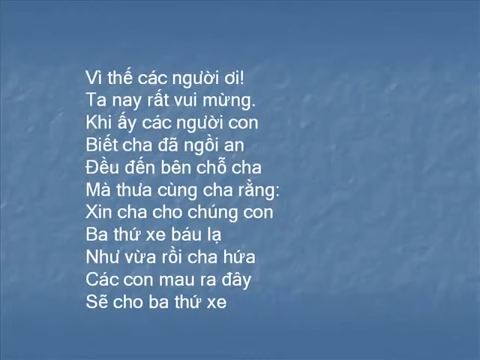 Vì thế các người ơi!
Ta nay rất vui mừng.
Khi ấy các người con
Biết cha đã ngồi an
Đều đến bên chỗ cha
Mà thưa cùng cha rằng:
Xin cha cho chúng con
Ba thứ xe báu lạ
Như vừa rồi cha hứa
Các con mau ra đây
Sẽ cho ba thứ xe